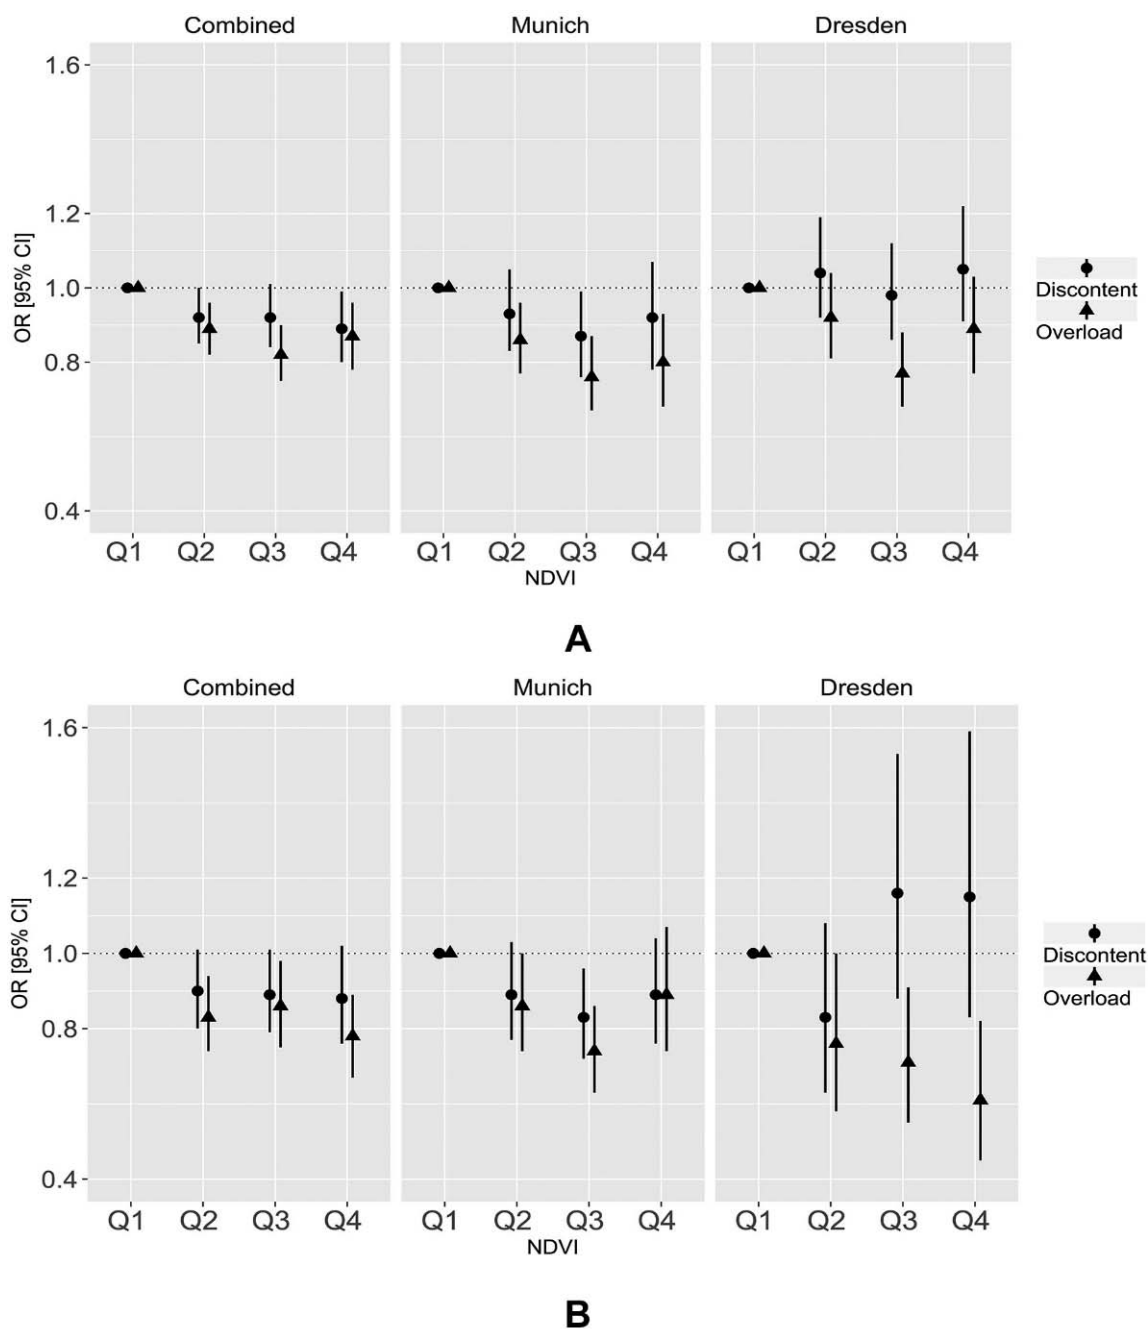 Combined Munich Dresden
1.6
1.2
1.0
0.8
0.4
OR [95% CI]
Discontent
Overload
Q1 Q2 Q3 Q4 Q1 Q2 Q3 Q4 Q1 Q2 Q3 Q4
NDVI
A
Combined Munich Dresden
1.6
1.2
1.0
0.8
0.4
OR [95% CI]
Discontent
Overload
Q1 Q2 Q3 Q4 Q1 Q2 Q3 Q4 Q1 Q2 Q3 Q4
NDVI
B